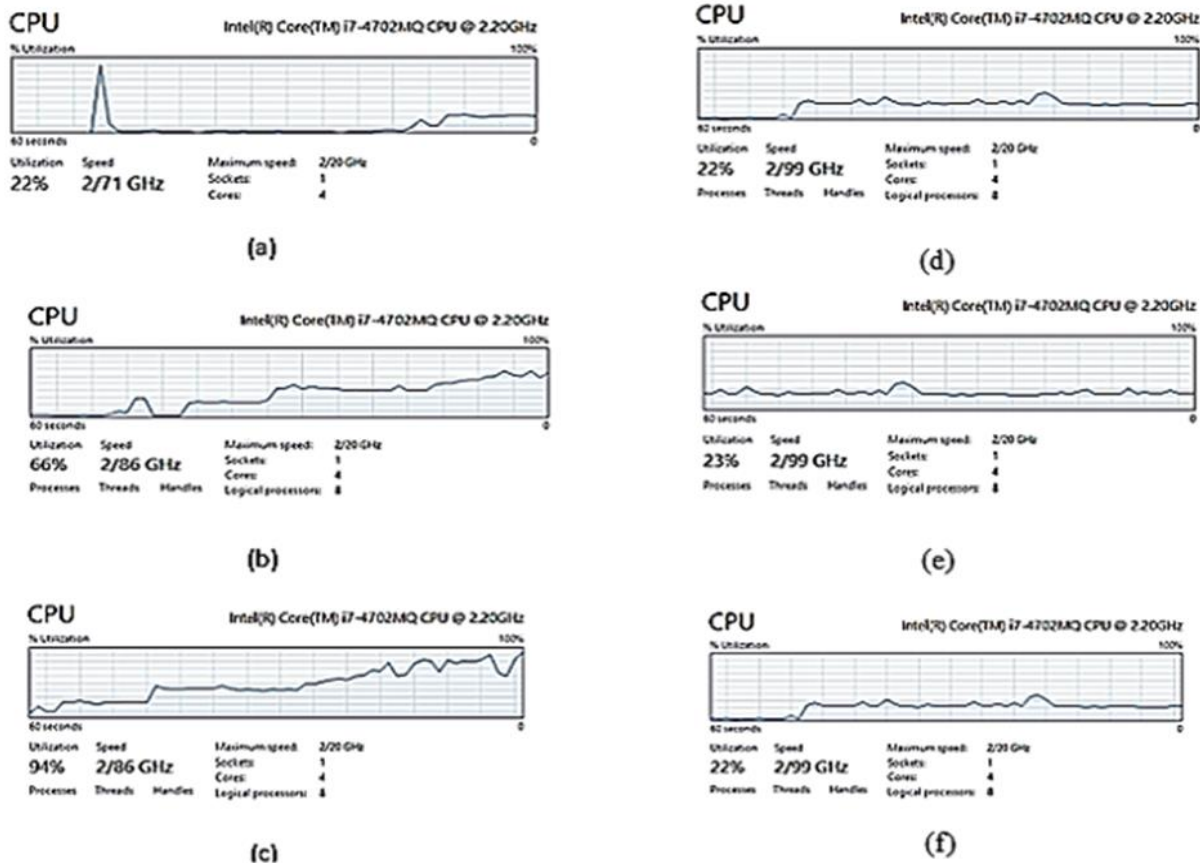 CPU
Intel(R) Core(TM) i7-4702MQ CPU @ 2.20GHz
% Utilization 100%
60 seconds 0
Utilization Speed Maximum speed: 2/20 GHz
22% 2/71 GHz Sockets: 1
Cores: 4
(a)
CPU
Intel(R) Core(TM) i7-4702MQ CPU @ 2.20GHz
% Utilization 100%
60 seconds 0
Utilization Speed Maximum speed: 2/20 GHz
66% 2/86 GHz Sockets: 1
Cores: 4
Processes Threads Handles Logical processors: 8
(b)
CPU
Intel(R) Core(TM) i7-4702MQ CPU @ 2.20GHz
% Utilization 100%
60 seconds 0
Utilization Speed Maximum speed: 2/20 GHz
94% 2/86 GHz Sockets: 1
Cores: 4
Processes Threads Handles Logical processors: 8
(c)
CPU
Intel(R) Core(TM) i7-4702MQ CPU @ 2.20GHz
% Utilization 100%
60 seconds 0
Utilization Speed Maximum speed: 2/20 GHz
22% 2/99 GHz Sockets: 1
Cores: 4
Processes Threads Handles Logical processors: 8
(d)
CPU
Intel(R) Core(TM) i7-4702MQ CPU @ 2.20GHz
% Utilization 100%
60 seconds 0
Utilization Speed Maximum speed: 2/20 GHz
23% 2/99 GHz Sockets: 1
Cores: 4
Processes Threads Handles Logical processors: 8
(e)
CPU
Intel(R) Core(TM) i7-4702MQ CPU @ 2.20GHz
% Utilization 100%
60 seconds 0
Utilization Speed Maximum speed: 2/20 GHz
22% 2/99 GHz Sockets: 1
Cores: 4
Processes Threads Handles Logical processors: 8
(f)